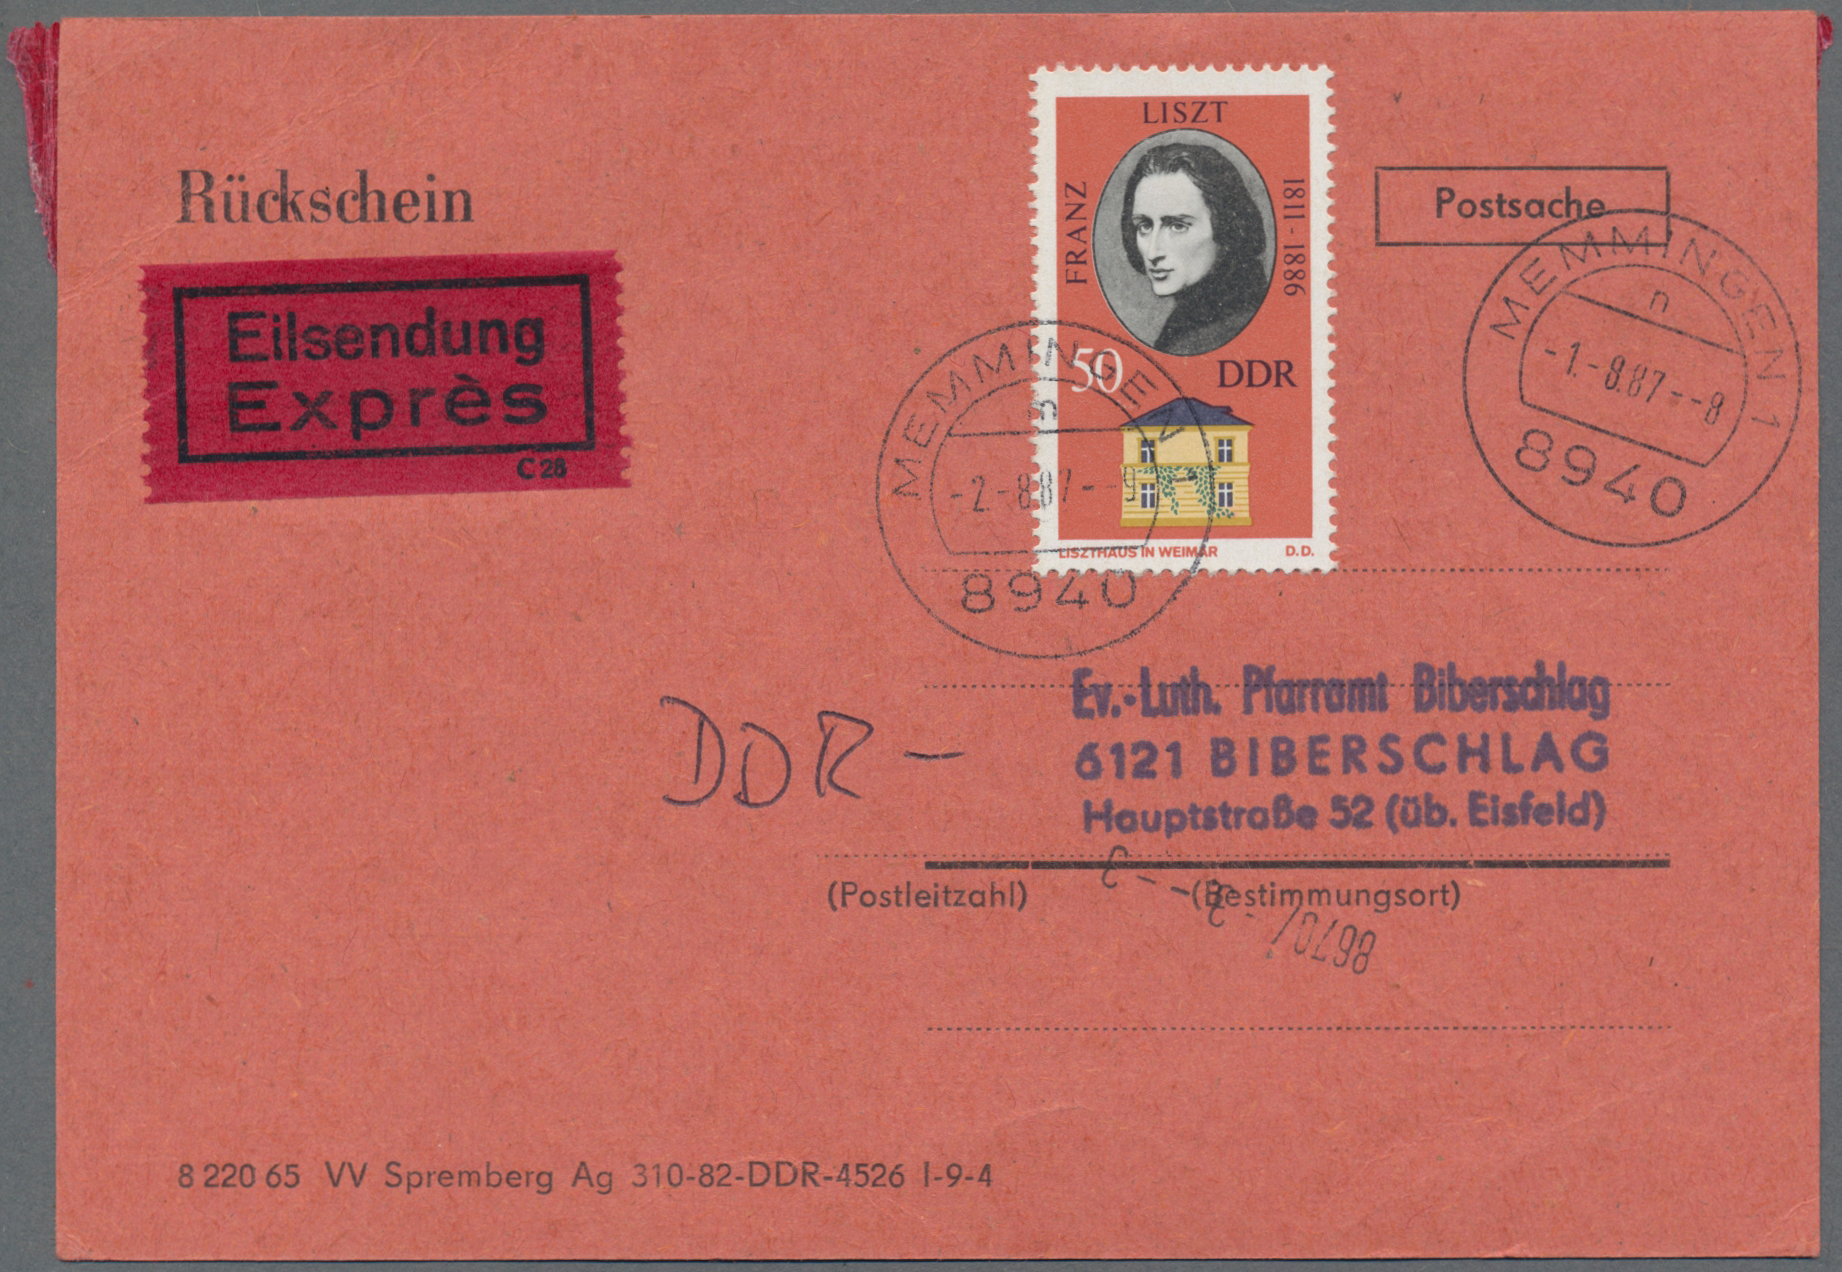 Rückschein
Eilsendung
Exprès
C 28
LISZT
FRANZ
1811-1886
50
DDR
LISZTHAUS IN WEIMAR D.D.
Postsache
MEMMINGEN 1
n
-1.-8.87--8
8940
MEMMINGEN
-2.-8.87--9
8940
DDR –
Ev.-Luth. Pfarramt Biberschlag
6121 BIBERSCHLAG
Hauptstraße 52 (üb. Eisfeld)
(Postleitzahl) (Bestimmungsort)
8 220 65 VV Spremberg Ag 310-82-DDR-4526 I-9-4